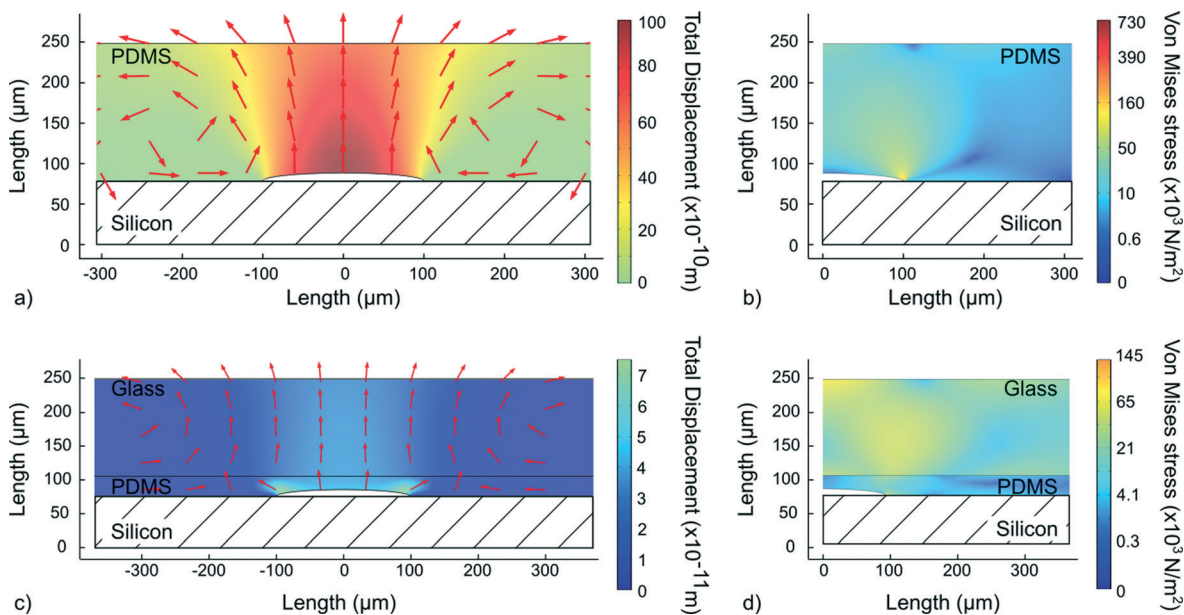 PDMS
Silicon
Length (µm)
250
200
150
100
50
0
-300
-200
-100
0
100
200
300
Length (µm)
a)
100
80
60
40
20
0
Total Displacement (x10⁻¹⁰m)
PDMS
Silicon
Length (µm)
250
200
150
100
50
0
0
100
200
300
Length (µm)
b)
730
390
160
50
10
0.6
0
Von Mises stress (x10³ N/m²)
Glass
PDMS
Silicon
Length (µm)
250
200
150
100
50
0
-300
-200
-100
0
100
200
300
Length (µm)
c)
7
6
5
4
3
2
1
0
Total Displacement (x10⁻¹¹m)
Glass
PDMS
Silicon
Length (µm)
250
200
150
100
50
0
0
100
200
300
Length (µm)
d)
145
65
21
4.1
0.3
0
Von Mises stress (x10³ N/m²)